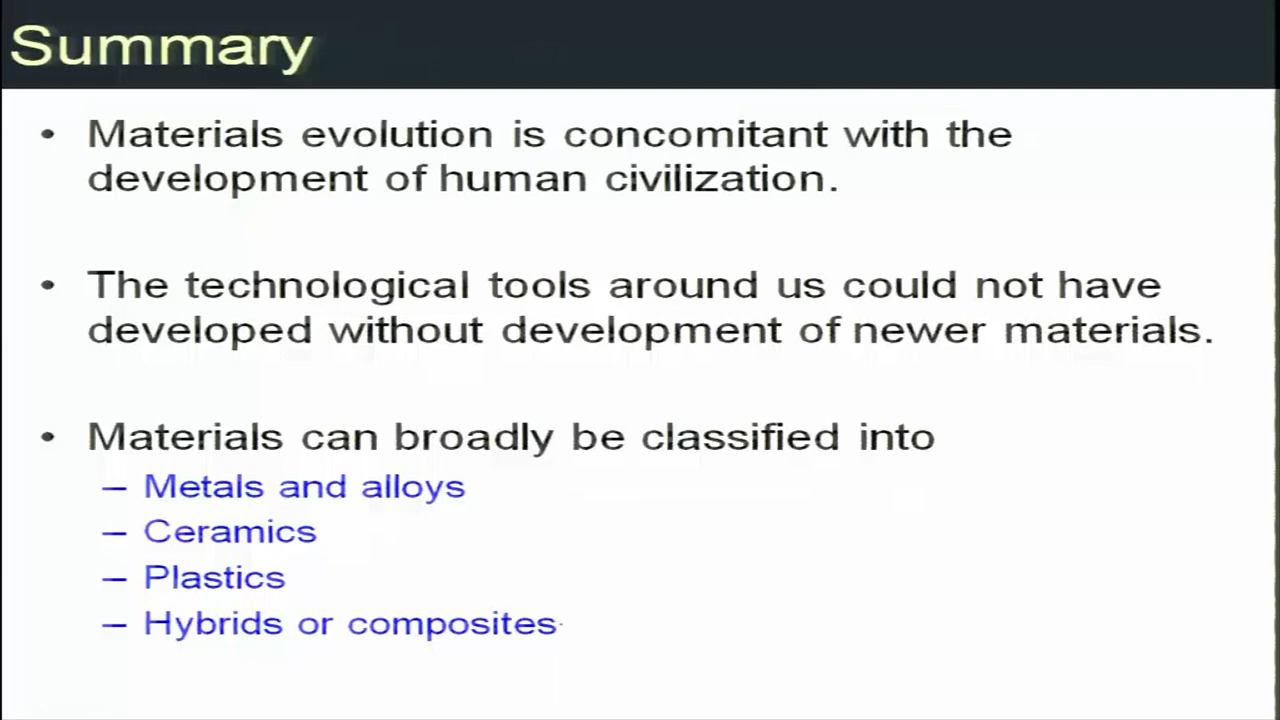 Summary
• Materials evolution is concomitant with the
development of human civilization.
• The technological tools around us could not have
developed without development of newer materials.
• Materials can broadly be classified into
– Metals and alloys
– Ceramics
– Plastics
– Hybrids or composites